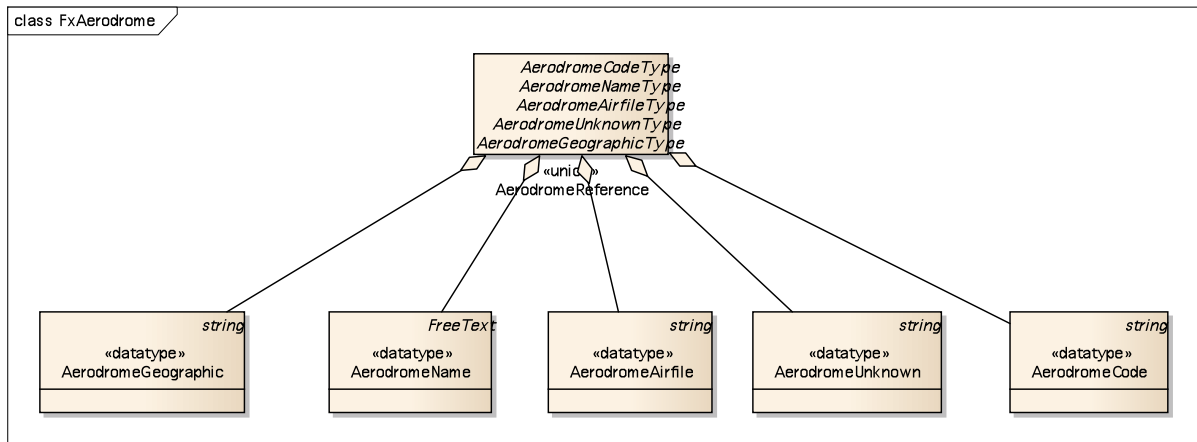 class FxAerodrome
AerodromeCodeType
AerodromeNameType
AerodromeAirfileType
AerodromeUnknownType
AerodromeGeographicType
AerodromeReference
string
«datatype»
AerodromeGeographic
FreeText
«datatype»
AerodromeName
string
«datatype»
AerodromeAirfile
string
«datatype»
AerodromeUnknown
string
«datatype»
AerodromeCode